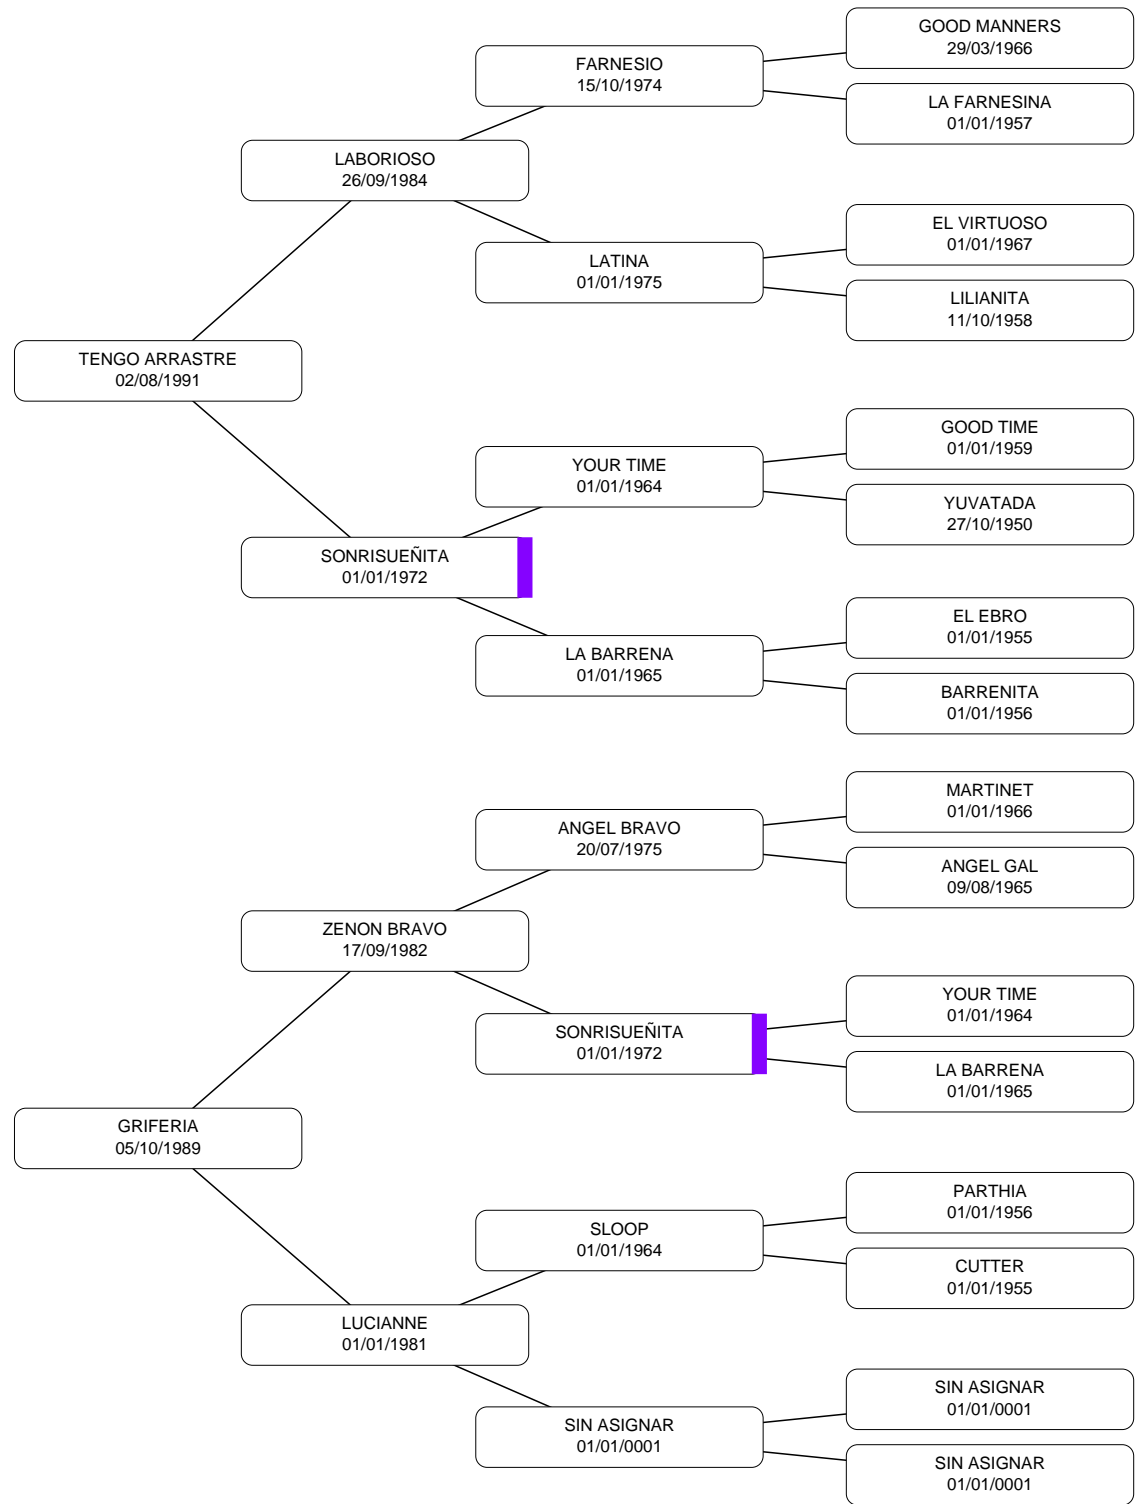 GOOD MANNERS
29/03/1966
FARNESIO
15/10/1974
LA FARNESINA
01/01/1957
LABORIOSO
26/09/1984
EL VIRTUOSO
01/01/1967
LATINA
01/01/1975
LILIANITA
11/10/1958
TENGO ARRASTRE
02/08/1991
GOOD TIME
01/01/1959
YOUR TIME
01/01/1964
YUVATADA
27/10/1950
SONRISUEÑITA
01/01/1972
EL EBRO
01/01/1955
LA BARRENA
01/01/1965
BARRENITA
01/01/1956
MARTINET
01/01/1966
ANGEL BRAVO
20/07/1975
ANGEL GAL
09/08/1965
ZENON BRAVO
17/09/1982
YOUR TIME
01/01/1964
SONRISUEÑITA
01/01/1972
LA BARRENA
01/01/1965
GRIFERIA
05/10/1989
PARTHIA
01/01/1956
SLOOP
01/01/1964
CUTTER
01/01/1955
LUCIANNE
01/01/1981
SIN ASIGNAR
01/01/0001
SIN ASIGNAR
01/01/0001
SIN ASIGNAR
01/01/0001